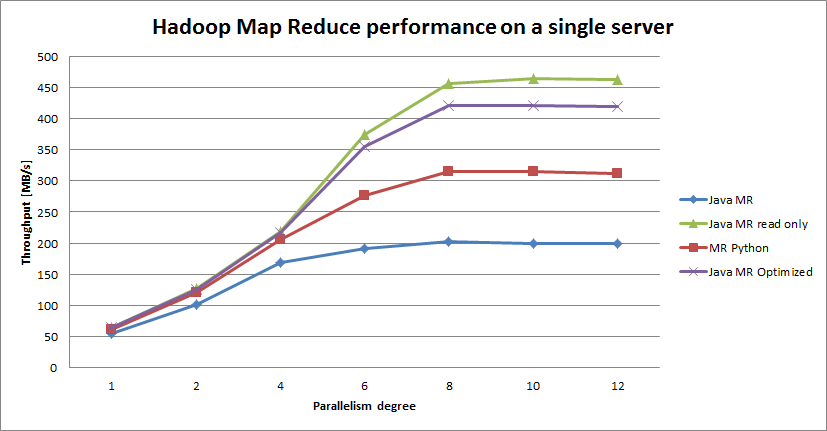 Hadoop Map Reduce performance on a single server
500
450
400
350
300
250
200
150
100
50
0
Throughput [MB/s]
1 2 4 6 8 10 12
Parallelism degree
Java MR
Java MR read only
MR Python
Java MR Optimized